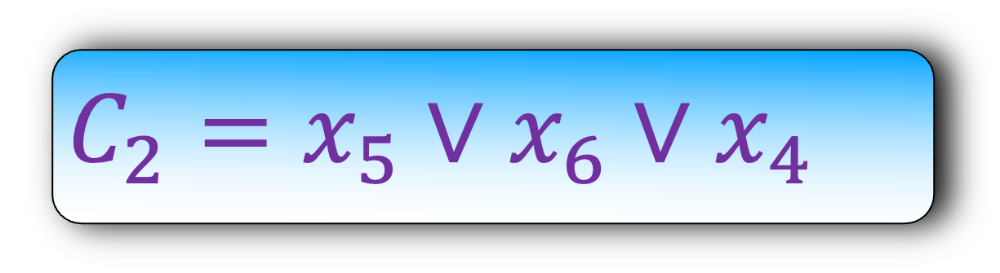 C₂ = x₅ ∨ x₆ ∨ x₄